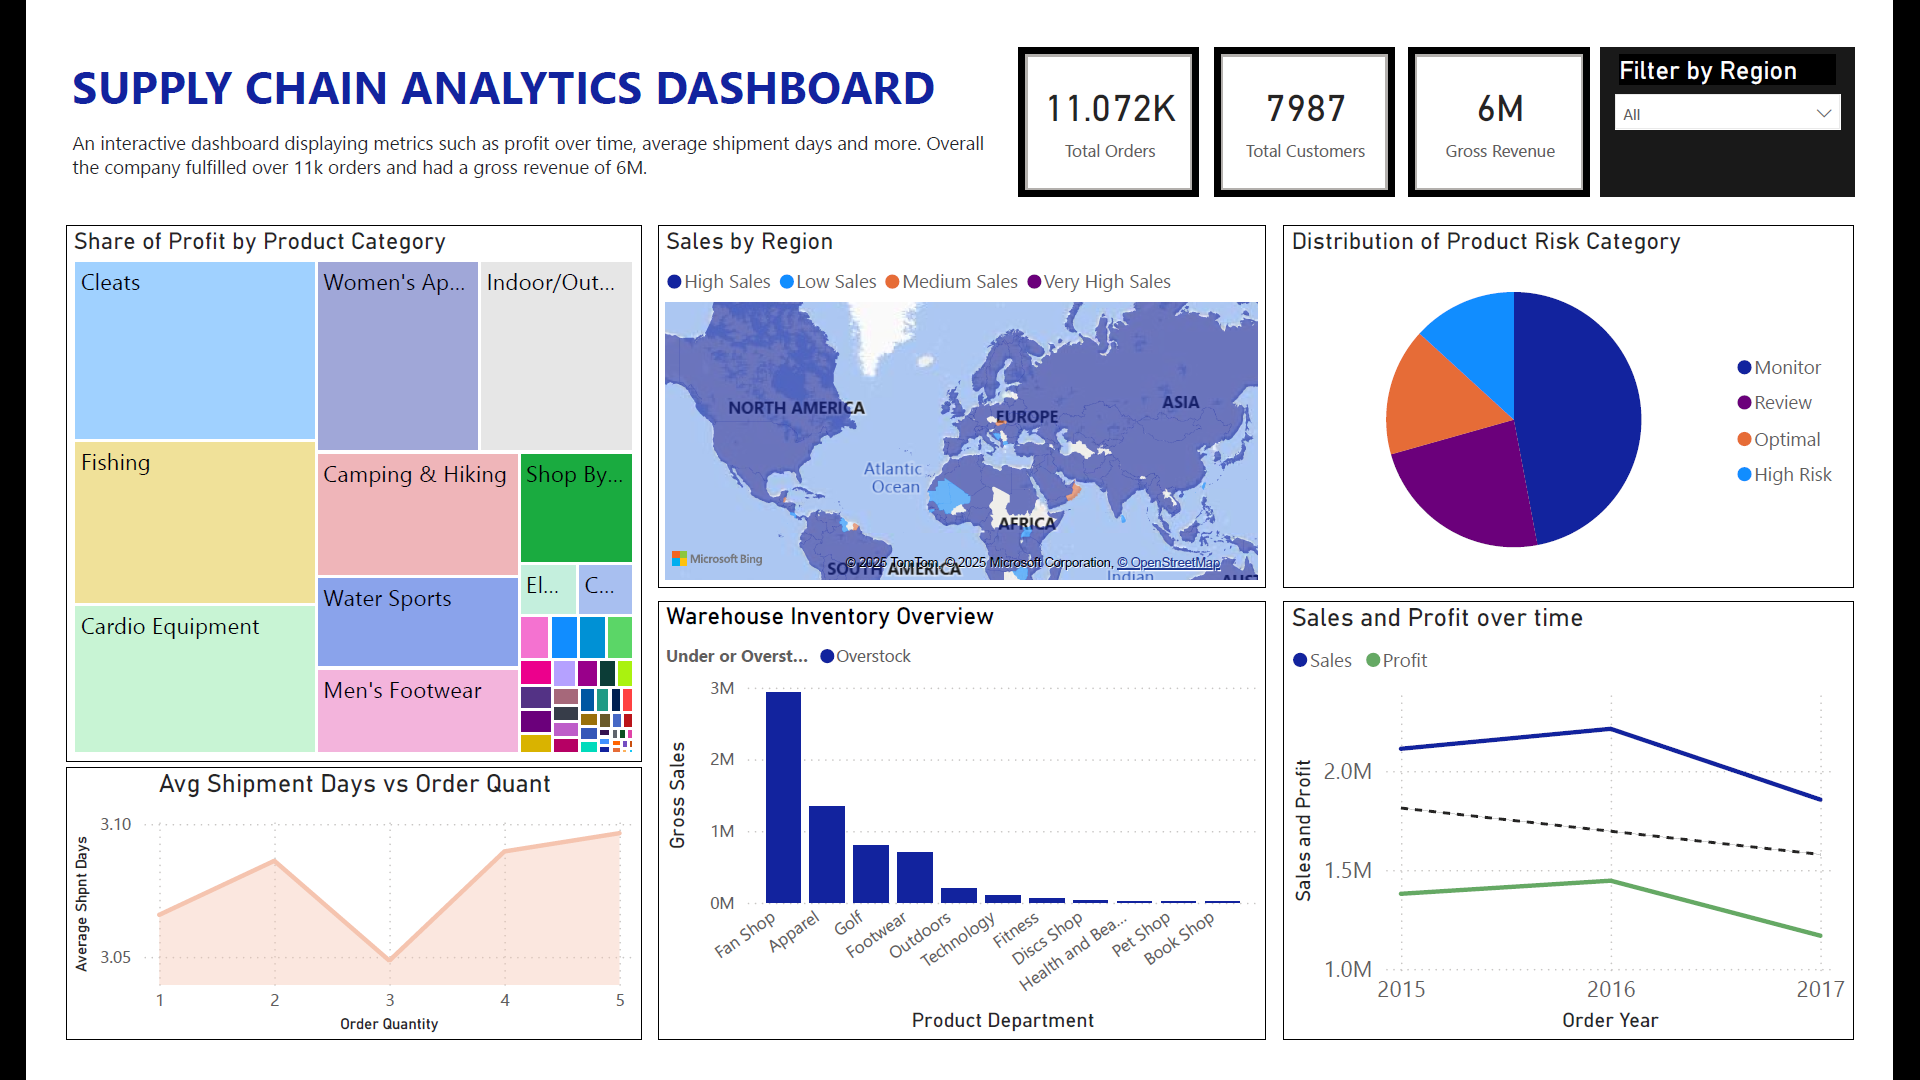 SUPPLY CHAIN ANALYTICS DASHBOARD
An interactive dashboard displaying metrics such as profit over time, average shipment days and more. Overall
the company fulfilled over 11k orders and had a gross revenue of 6M.
11.072K
Total Orders
7987
Total Customers
6M
Gross Revenue
Filter by Region
All
Share of Profit by Product Category
Cleats
Women's Ap...
Indoor/Out...
Fishing
Camping & Hiking
Shop By...
El...
C...
Water Sports
Cardio Equipment
Men's Footwear
Sales by Region
High Sales
Low Sales
Medium Sales
Very High Sales
NORTH AMERICA
EUROPE
ASIA
Atlantic
Ocean
AFRICA
SOUTH AMERICA
Indian
AUST
Microsoft Bing
© 2025 TomTom, © 2025 Microsoft Corporation, © OpenStreetMap
Distribution of Product Risk Category
Monitor
Review
Optimal
High Risk
Avg Shipment Days vs Order Quant
Average Shpnt Days
3.10
3.05
1
2
3
4
5
Order Quantity
Warehouse Inventory Overview
Under or Overst...
Overstock
Gross Sales
3M
2M
1M
0M
Fan Shop
Apparel
Golf
Footwear
Outdoors
Technology
Fitness
Discs Shop
Health and Bea...
Pet Shop
Book Shop
Product Department
Sales and Profit over time
Sales
Profit
Sales and Profit
2.0M
1.5M
1.0M
2015
2016
2017
Order Year